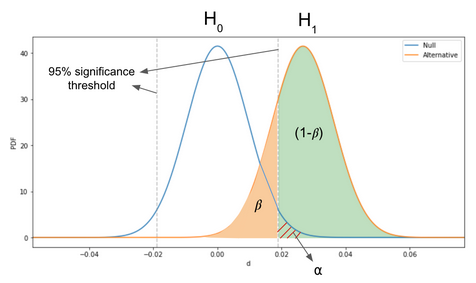 H0 H1
Null
Alternative
95% significance
threshold
(1-β)
β
α
PDF
40
30
20
10
0
−0.04 −0.02 0.00 0.02 0.04 0.06
d